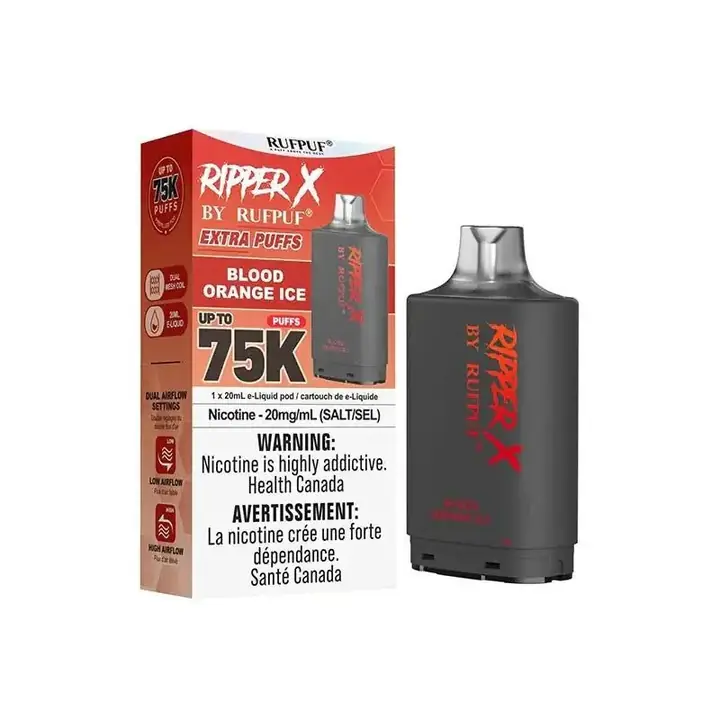 RUFPUF®
RIPPER X
BY RUFPUF®
EXTRA PUFFS
BLOOD
ORANGE ICE
UP TO
75K
PUFFS
1 x 20mL e-Liquid pod / cartouch de e-Liquide
Nicotine - 20mg/mL (SALT/SEL)
WARNING:
Nicotine is highly addictive.
Health Canada
AVERTISSEMENT:
La nicotine crée une forte
dépendance.
Santé Canada
UP TO
75K
PUFFS
DUAL
MESH COIL
20ML
E-LIQUID
DUAL AIRFLOW
SETTINGS
LOW
LOW AIRFLOW
HIGH
HIGH AIRFLOW
RIPPER X
RIPPER X
BY RUFPUF®